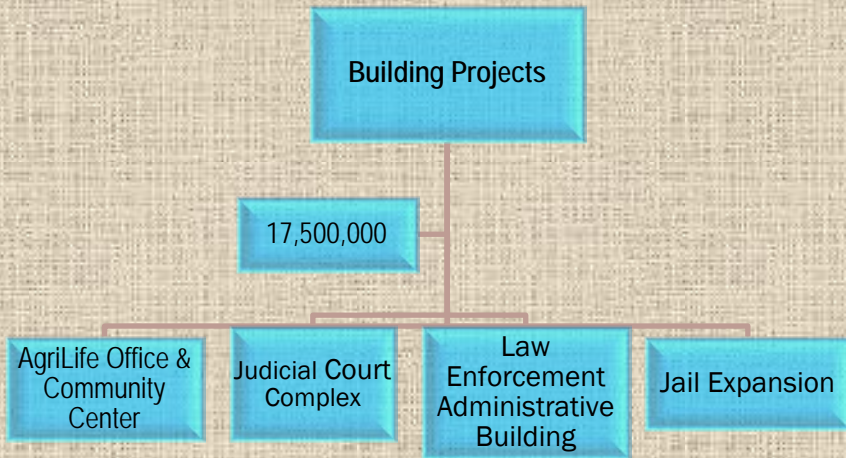 Building Projects
17,500,000
AgriLife Office &
Community
Center
Judicial Court
Complex
Law
Enforcement
Administrative
Building
Jail Expansion